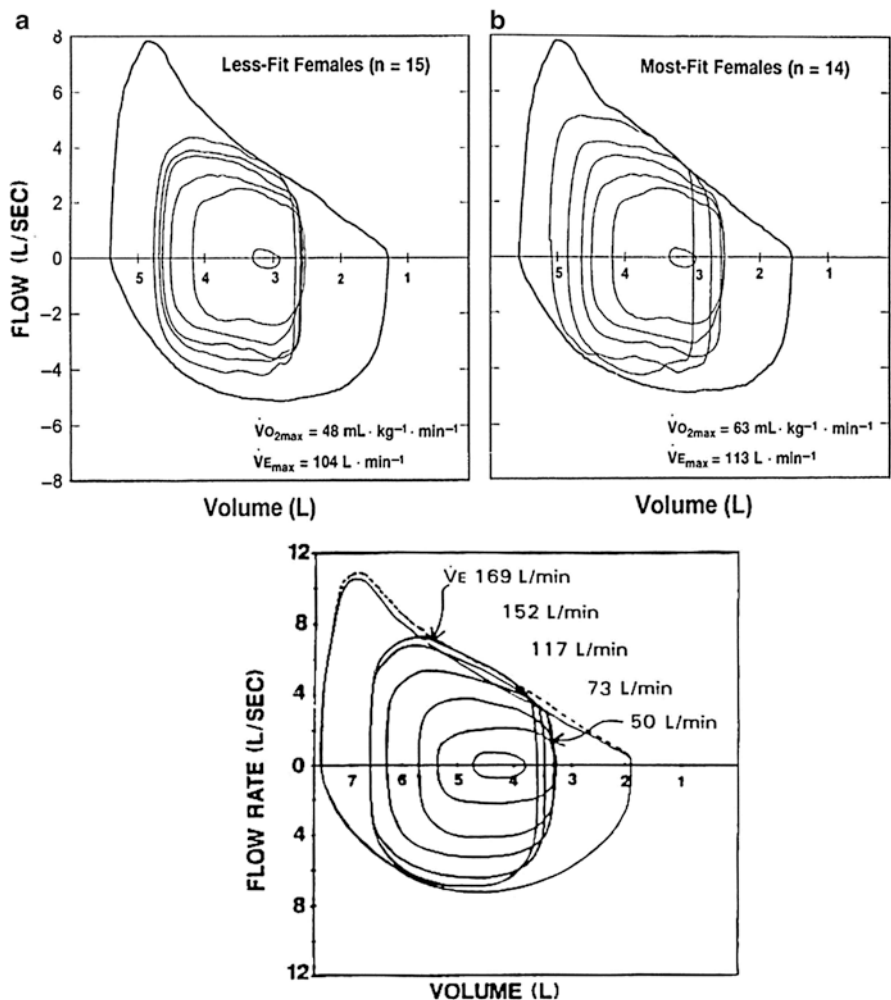 a
Less-Fit Females (n = 15)
8
6
4
2
0
-2
-4
-6
-8
5 4 3 2 1
FLOW (L/SEC)
V̇O2max = 48 mL · kg−1 · min−1
V̇Emax = 104 L · min−1
Volume (L)
b
Most-Fit Females (n = 14)
5 4 3 2 1
V̇O2max = 63 mL · kg−1 · min−1
V̇Emax = 113 L · min−1
Volume (L)
12
8
4
0
4
8
12
FLOW RATE (L/SEC)
V̇E 169 L/min
152 L/min
117 L/min
73 L/min
50 L/min
7 6 5 4 3 2 1
VOLUME (L)